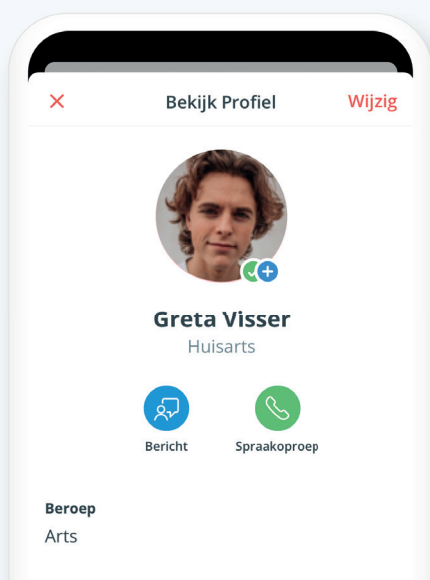 Bekijk Profiel
Wijzig
Greta Visser
Huisarts
Bericht
Spraakoproep
Beroep
Arts